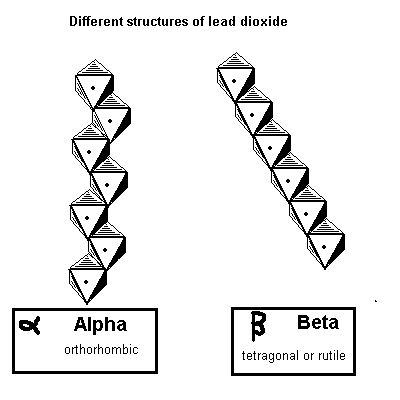 Different structures of lead dioxide
α Alpha
orthorhombic
β Beta
tetragonal or rutile